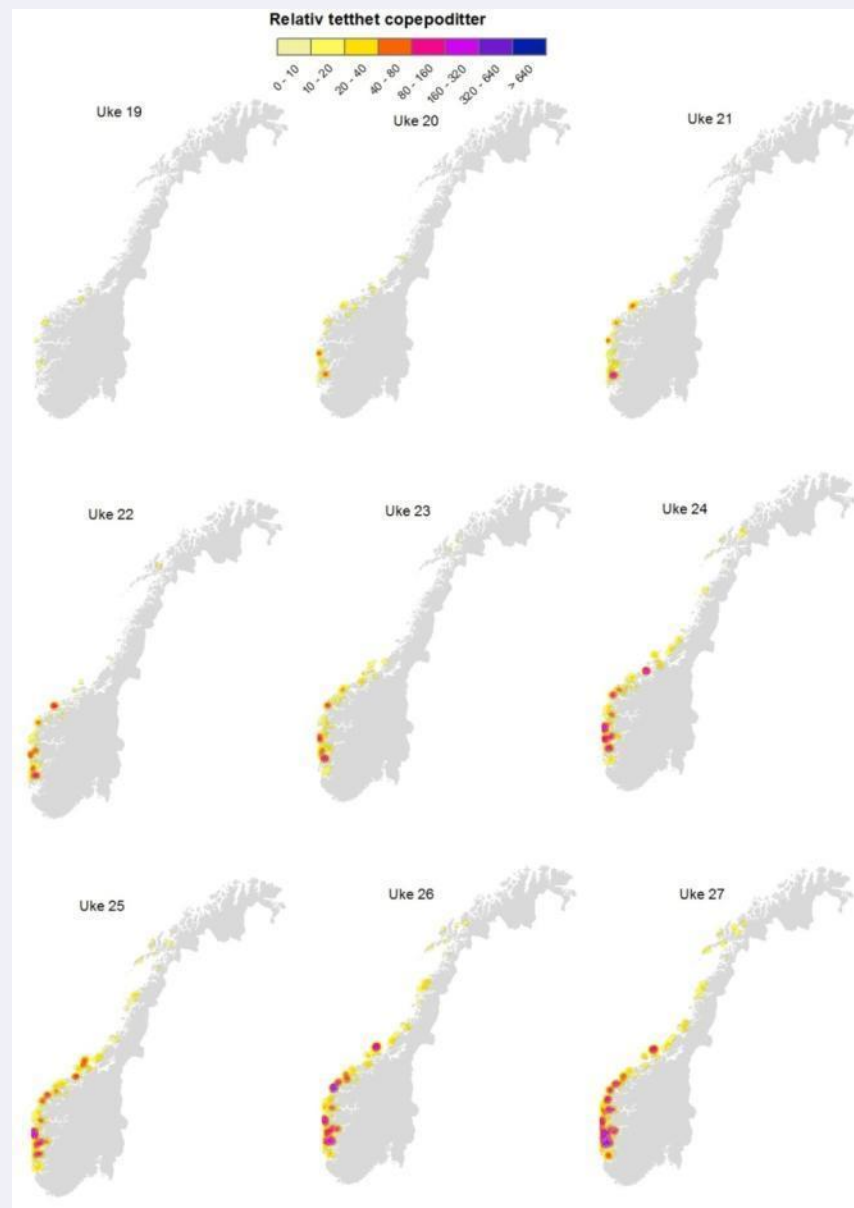 Relativ tetthet copepoditter
0 - 10
10 - 20
20 - 40
40 - 80
80 - 160
160 - 320
320 - 640
> 640
Uke 19
Uke 20
Uke 21
Uke 22
Uke 23
Uke 24
Uke 25
Uke 26
Uke 27